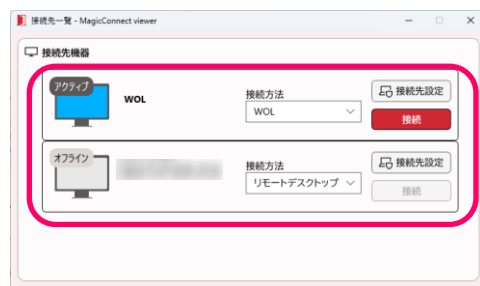 接続先一覧 - MagicConnect viewer
接続先機器
アクティブ
WOL
接続方法
WOL
接続先設定
接続
オフライン
接続方法
リモートデスクトップ
接続先設定
接続